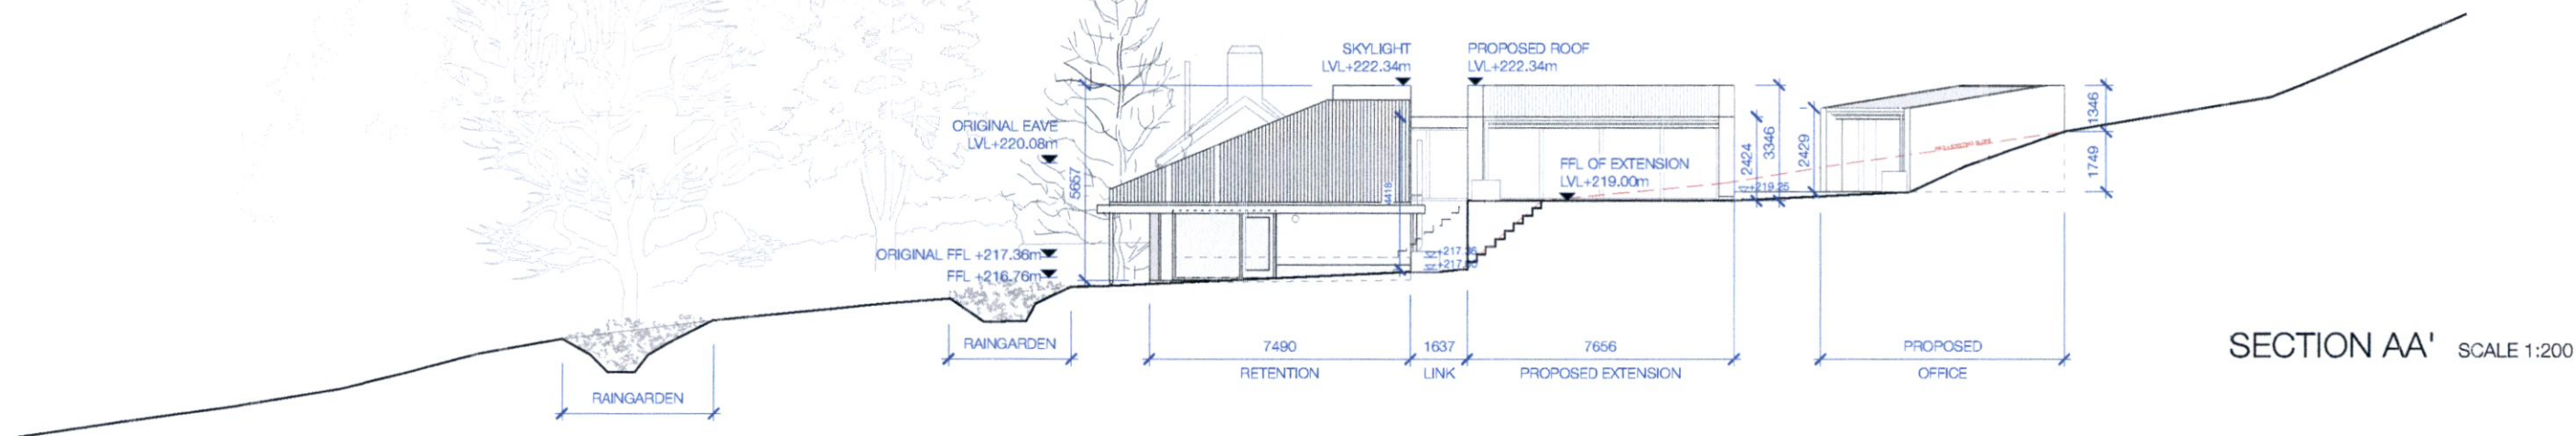 SKYLIGHT
LVL+222.34m
PROPOSED ROOF
LVL+222.34m
ORIGINAL EAVE
LVL+220.08m
5657
4418
ORIGINAL FFL +217.36m
FFL +216.76m
FFL OF EXTENSION
LVL+219.00m
2424
3346
2429
1346
1749
RAINGARDEN
RAINGARDEN
7490
RETENTION
1637
LINK
7656
PROPOSED EXTENSION
PROPOSED
OFFICE
SECTION AA' SCALE 1:200